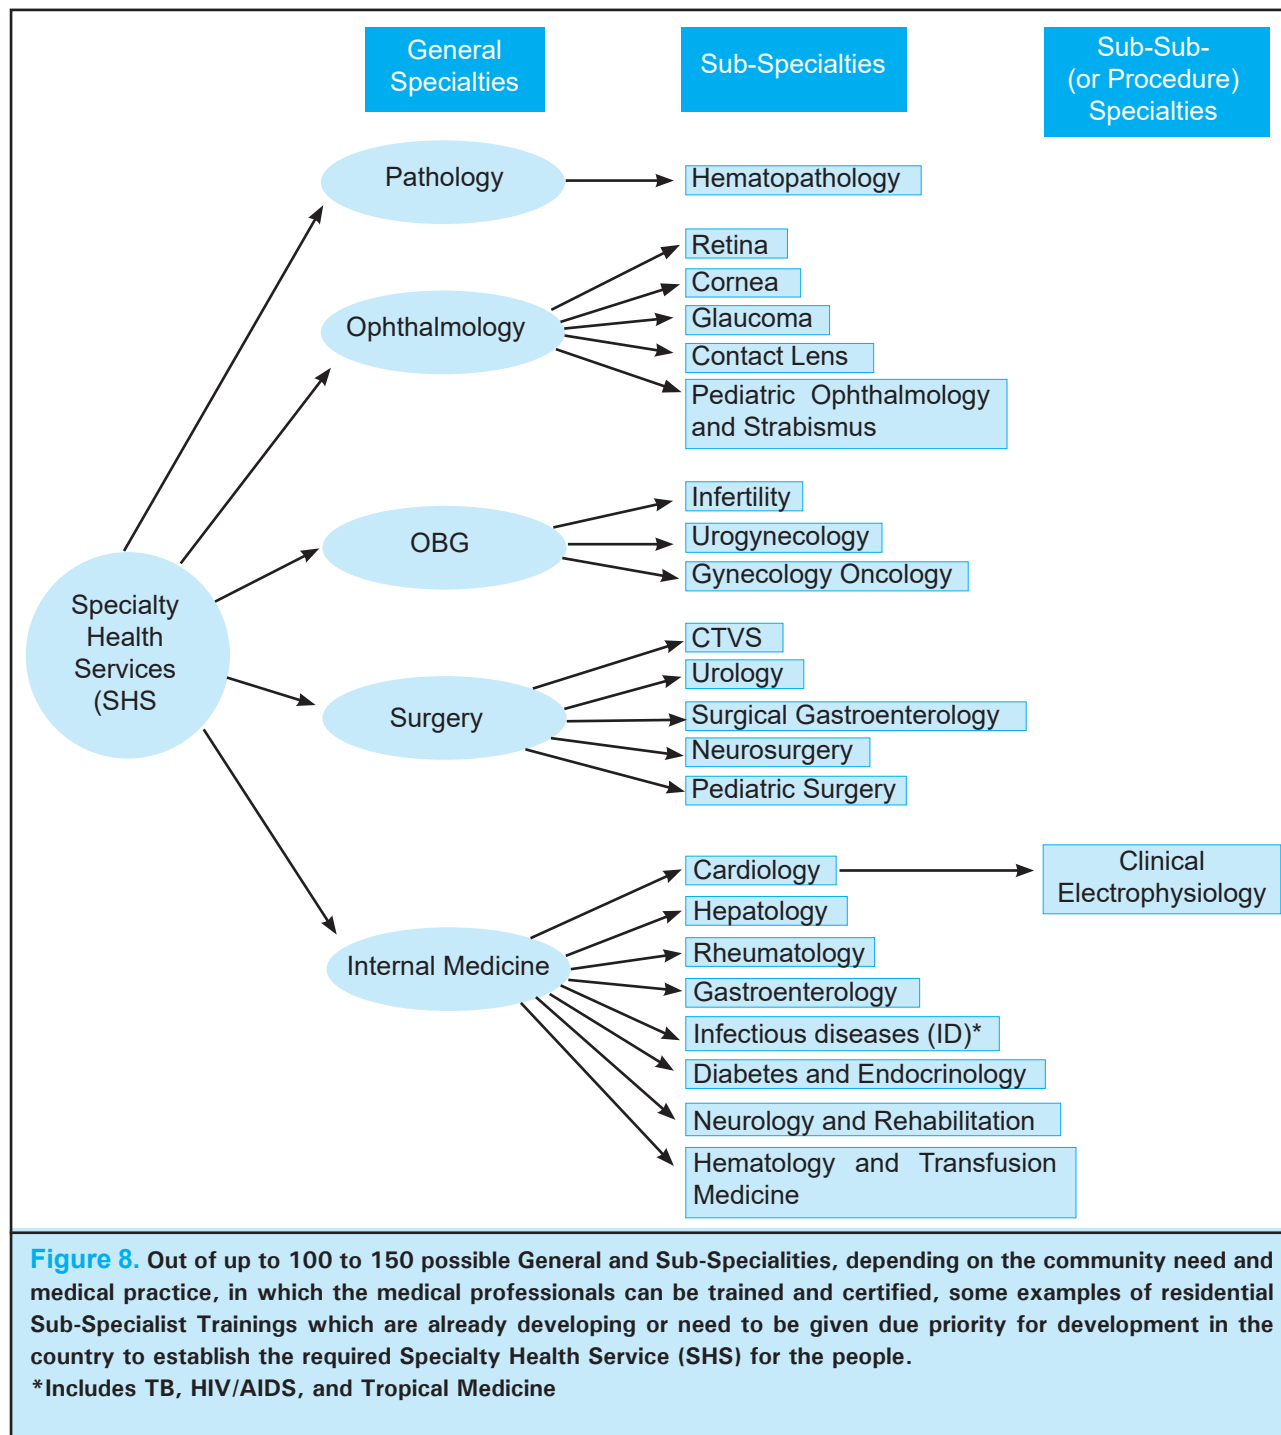 General
Specialties
Sub-Specialties
Sub-Sub-
(or Procedure)
Specialties
Pathology
Hematopathology
Ophthalmology
Retina
Cornea
Glaucoma
Contact Lens
Pediatric Ophthalmology
and Strabismus
OBG
Infertility
Urogynecology
Gynecology Oncology
Specialty
Health
Services
(SHS
Surgery
CTVS
Urology
Surgical Gastroenterology
Neurosurgery
Pediatric Surgery
Internal Medicine
Cardiology
Clinical
Electrophysiology
Hepatology
Rheumatology
Gastroenterology
Infectious diseases (ID)*
Diabetes and Endocrinology
Neurology and Rehabilitation
Hematology and Transfusion
Medicine
Figure 8. Out of up to 100 to 150 possible General and Sub-Specialities, depending on the community need and
medical practice, in which the medical professionals can be trained and certified, some examples of residential
Sub-Specialist Trainings which are already developing or need to be given due priority for development in the
country to establish the required Specialty Health Service (SHS) for the people.
*Includes TB, HIV/AIDS, and Tropical Medicine